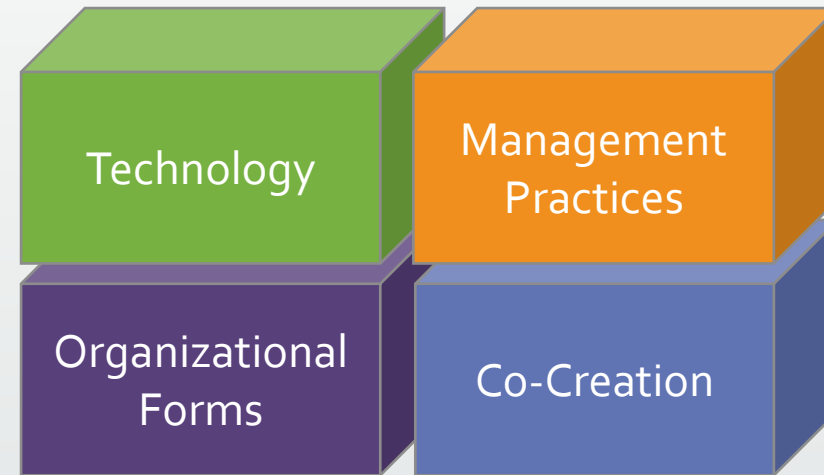 Technology
Management
Practices
Organizational
Forms
Co-Creation